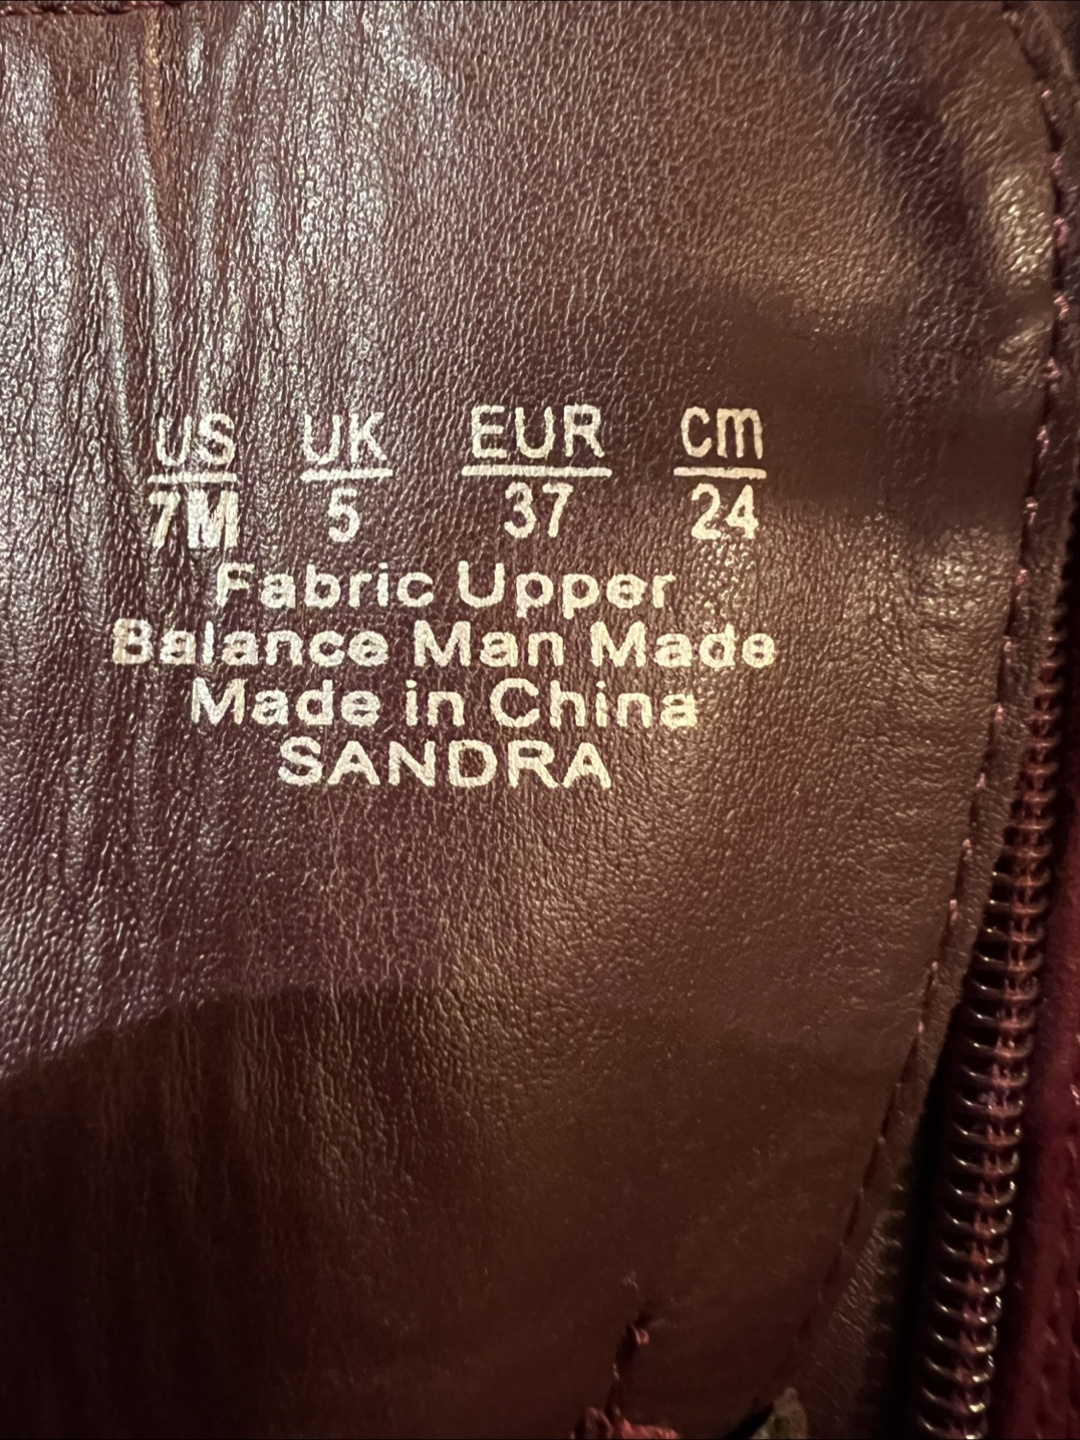 US UK EUR cm
7M 5 37 24
Fabric Upper
Balance Man Made
Made in China
SANDRA